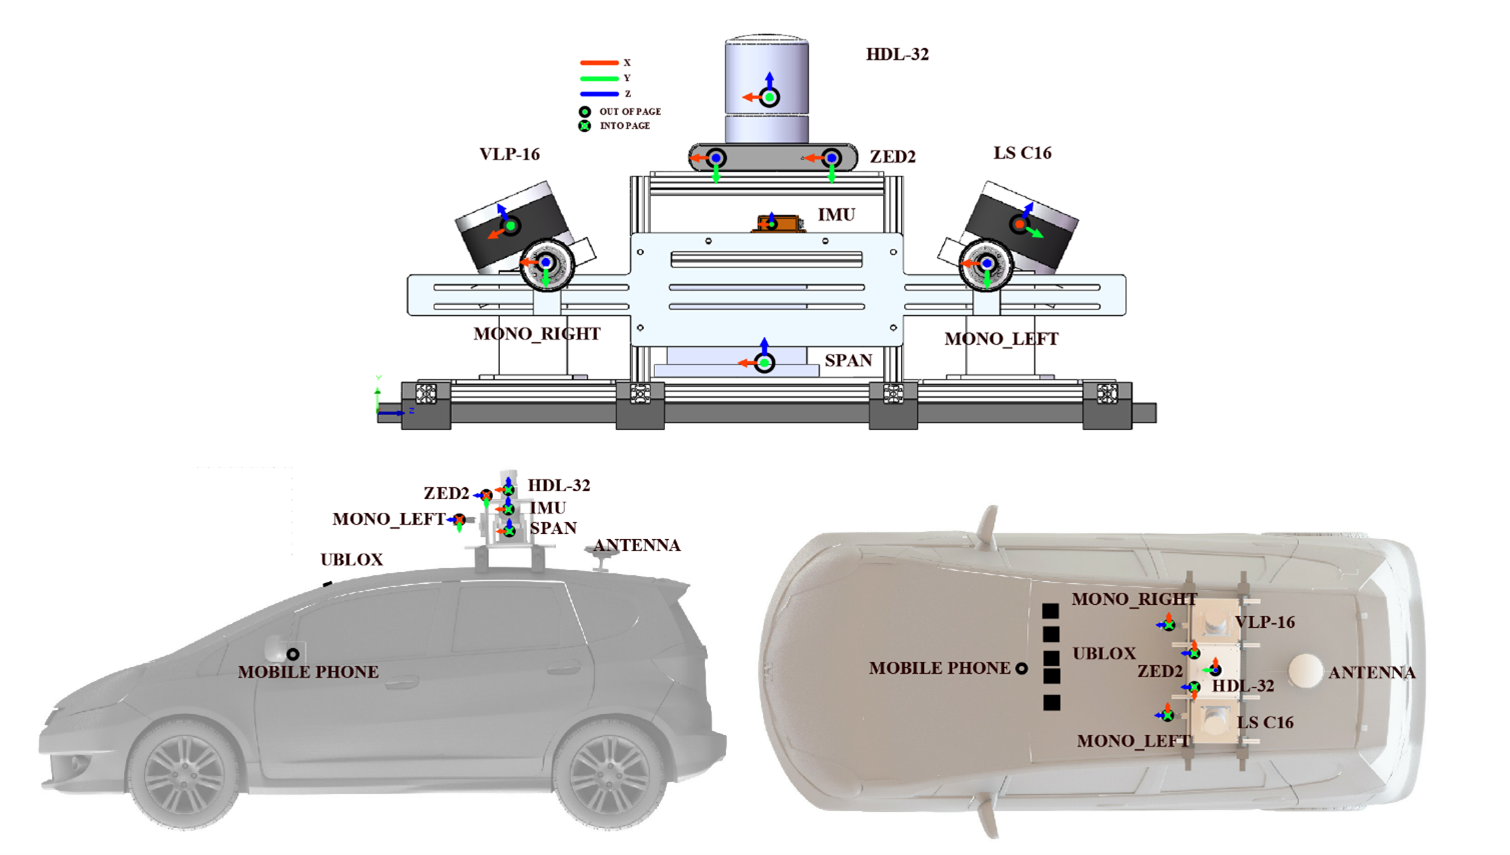 HDL-32
X
Y
Z
OUT OF PAGE
INTO PAGE
VLP-16
ZED2
LS C16
IMU
MONO_RIGHT
MONO_LEFT
SPAN
Y
Z
ZED2
HDL-32
IMU
MONO_LEFT
SPAN
ANTENNA
UBLOX
MOBILE PHONE
MONO_RIGHT
VLP-16
UBLOX
MOBILE PHONE
ZED2
ANTENNA
HDL-32
LS C16
MONO_LEFT